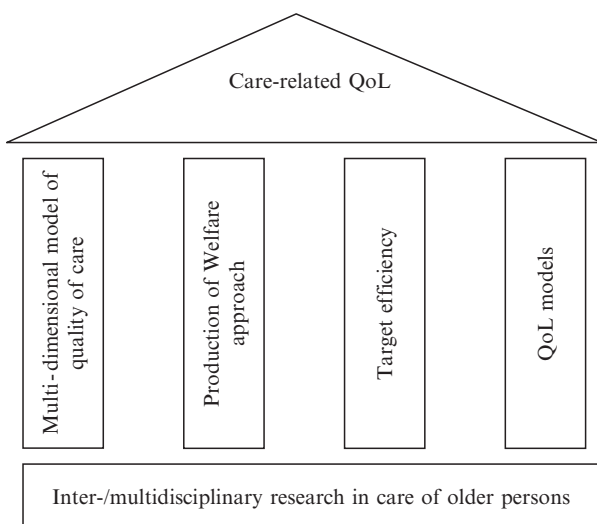 Care-related QoL
Multi-dimensional model of
quality of care
Production of Welfare
approach
Target efficiency
QoL models
Inter-/multidisciplinary research in care of older persons